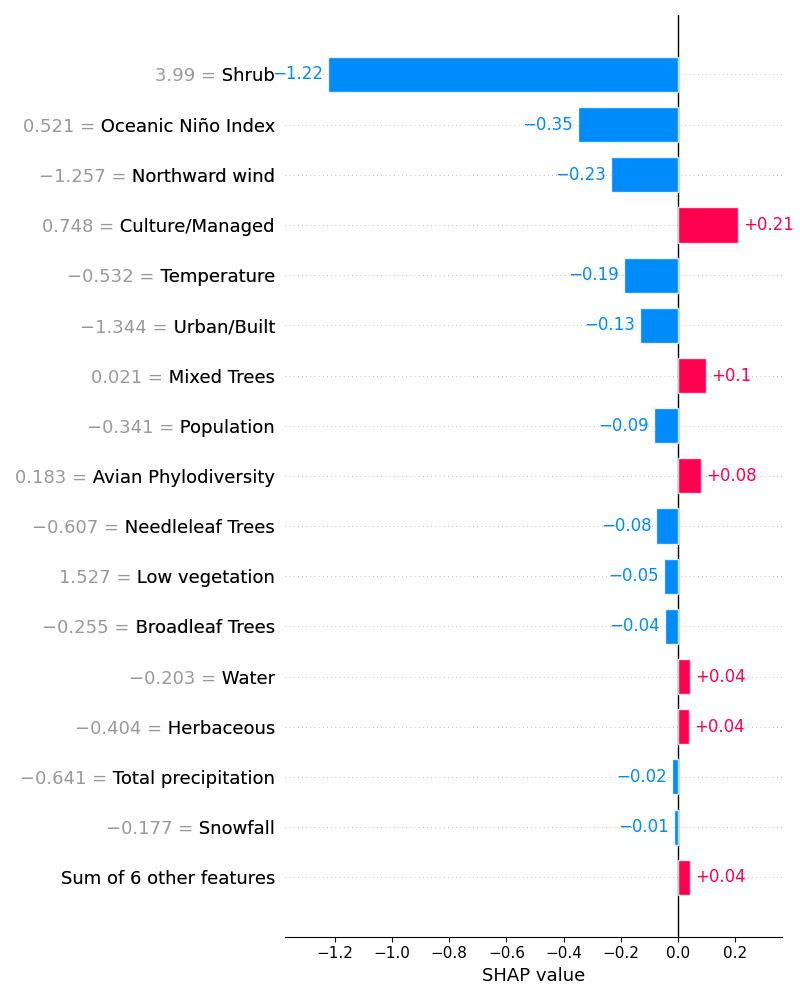 3.99 = Shrub −1.22
0.521 = Oceanic Niño Index −0.35
−1.257 = Northward wind −0.23
0.748 = Culture/Managed +0.21
−0.532 = Temperature −0.19
−1.344 = Urban/Built −0.13
0.021 = Mixed Trees +0.1
−0.341 = Population −0.09
0.183 = Avian Phylodiversity +0.08
−0.607 = Needleleaf Trees −0.08
1.527 = Low vegetation −0.05
−0.255 = Broadleaf Trees −0.04
−0.203 = Water +0.04
−0.404 = Herbaceous +0.04
−0.641 = Total precipitation −0.02
−0.177 = Snowfall −0.01
Sum of 6 other features +0.04
−1.2 −1.0 −0.8 −0.6 −0.4 −0.2 0.0 0.2
SHAP value